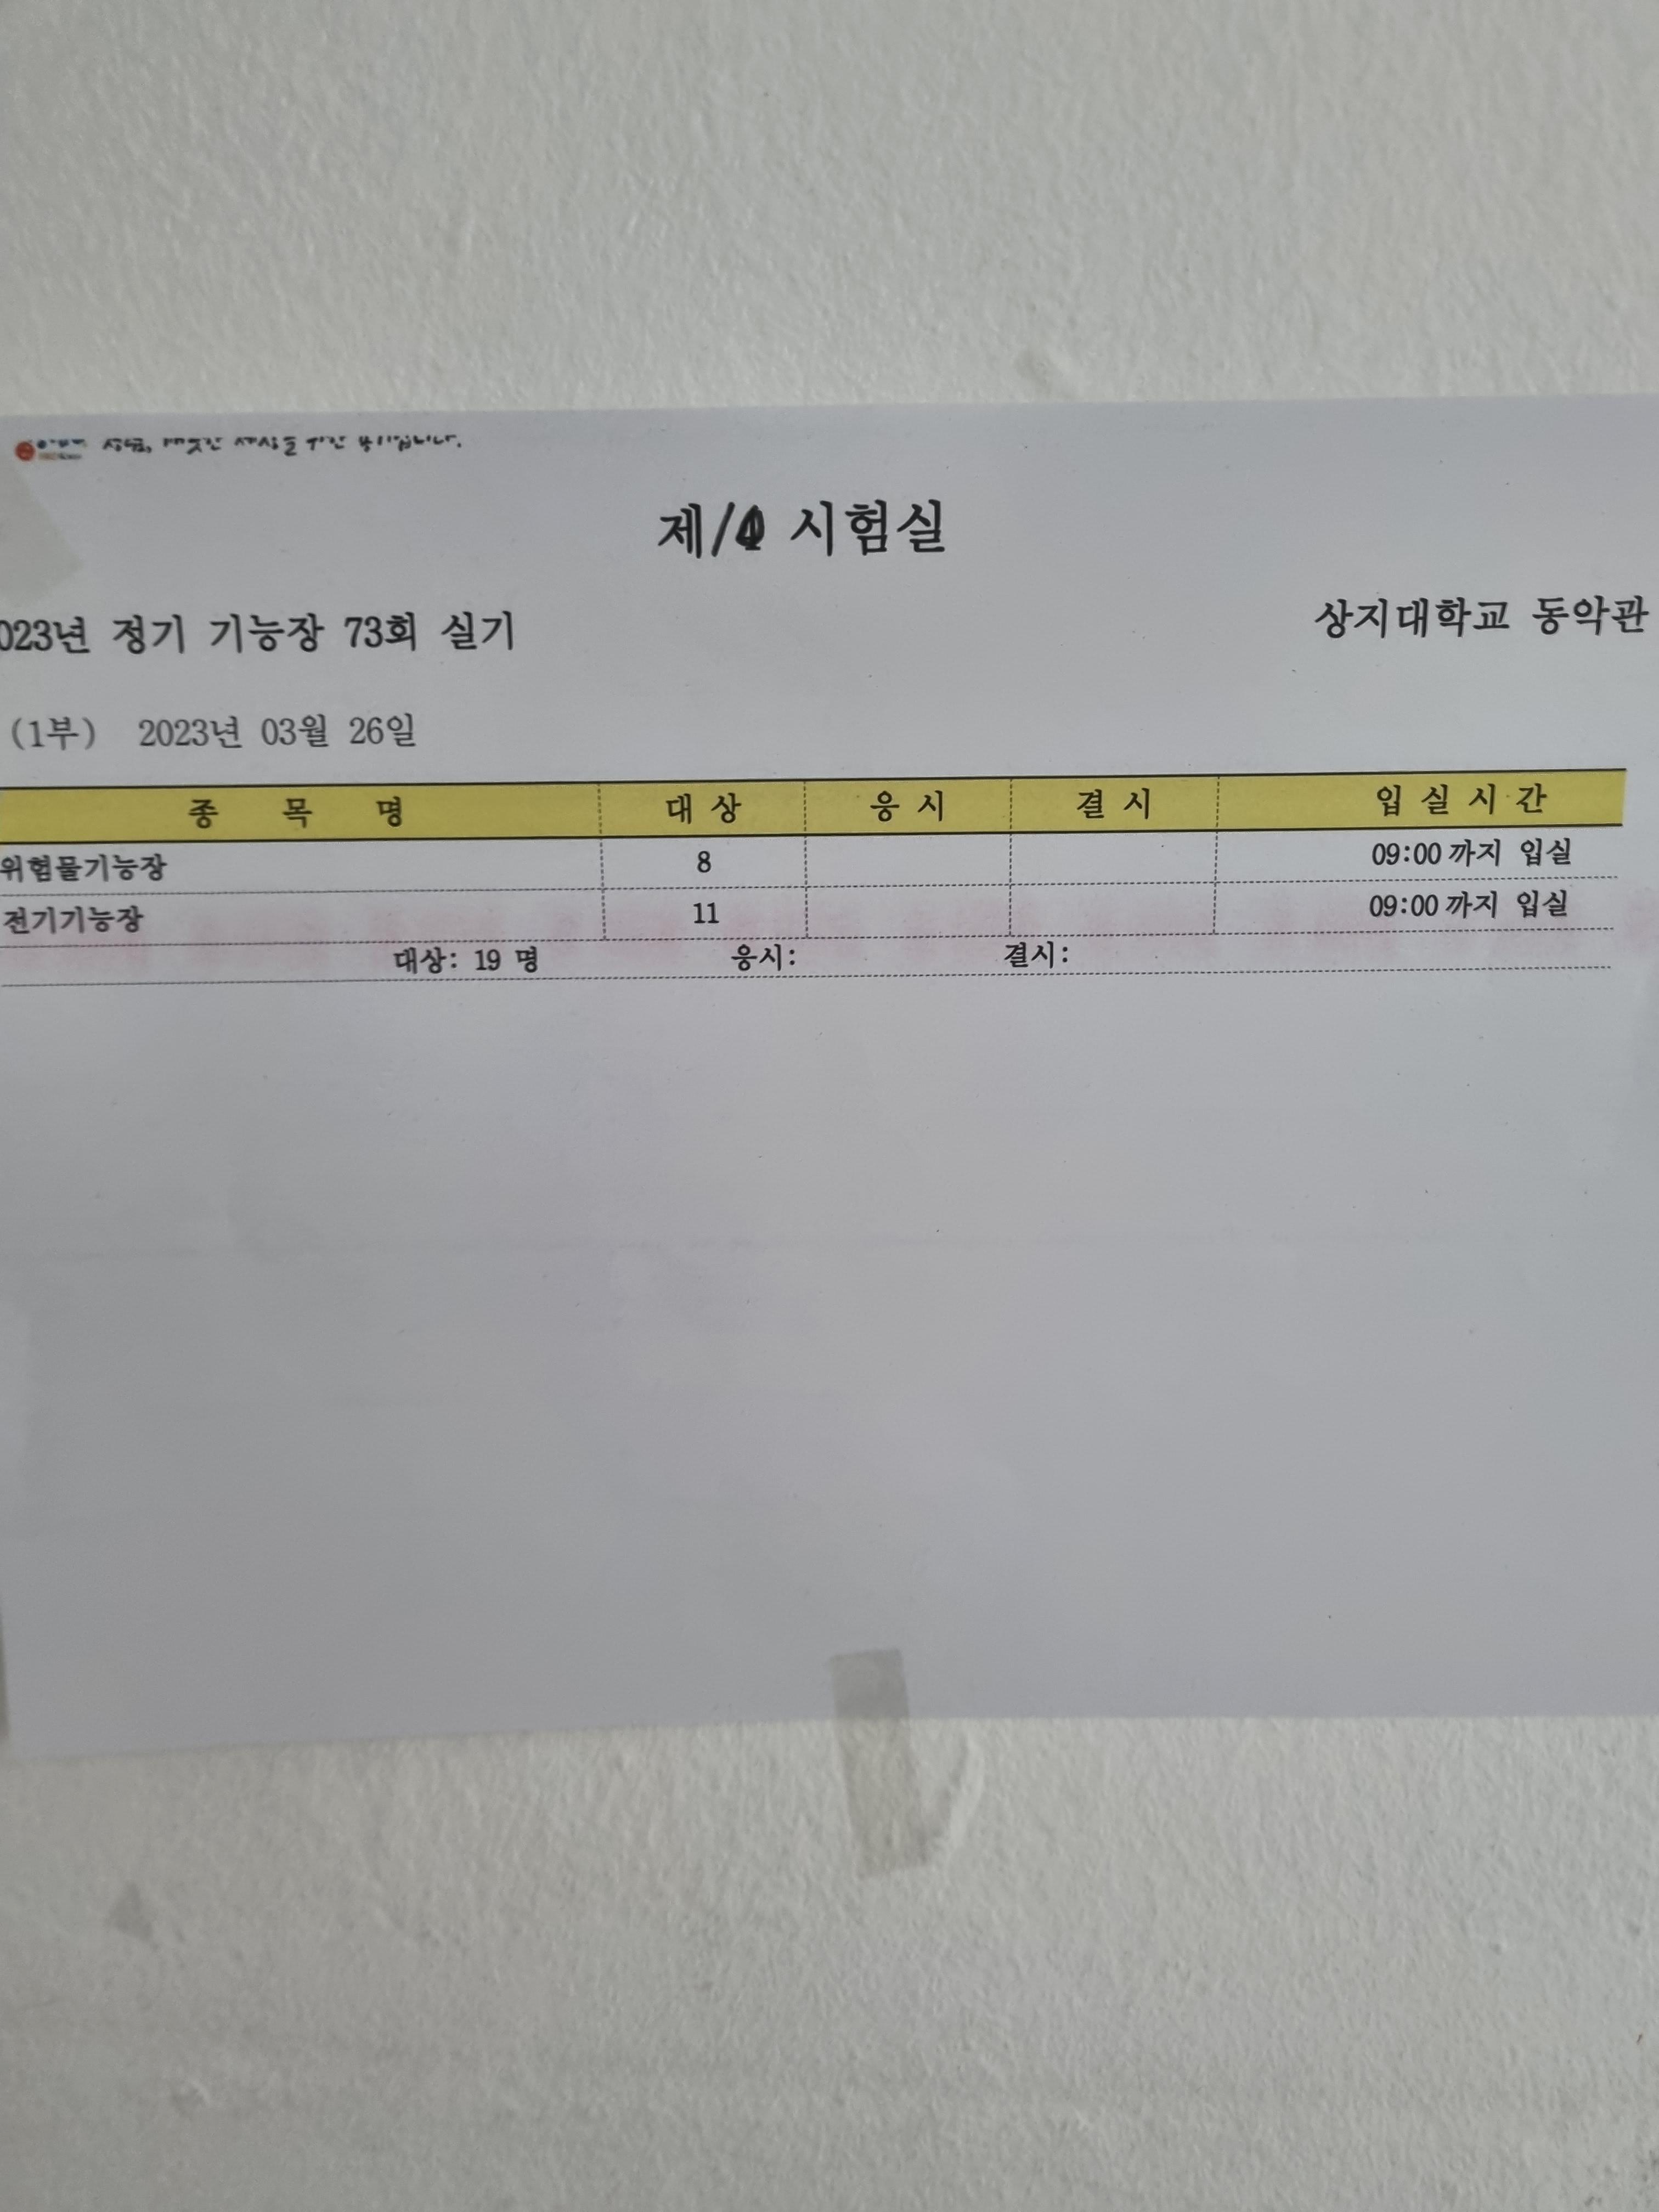 제 시험실
023년 정기 기능장 73회 실기
상지대학교 동악관
(1부) 2023년 03월 26일
종 목 명 대 상 응 시 결 시 입 실 시 간
위험물기능장 8 09:00까지 입실
전기기능장 11 09:00까지 입실
대상: 19 명 응시: 결시: